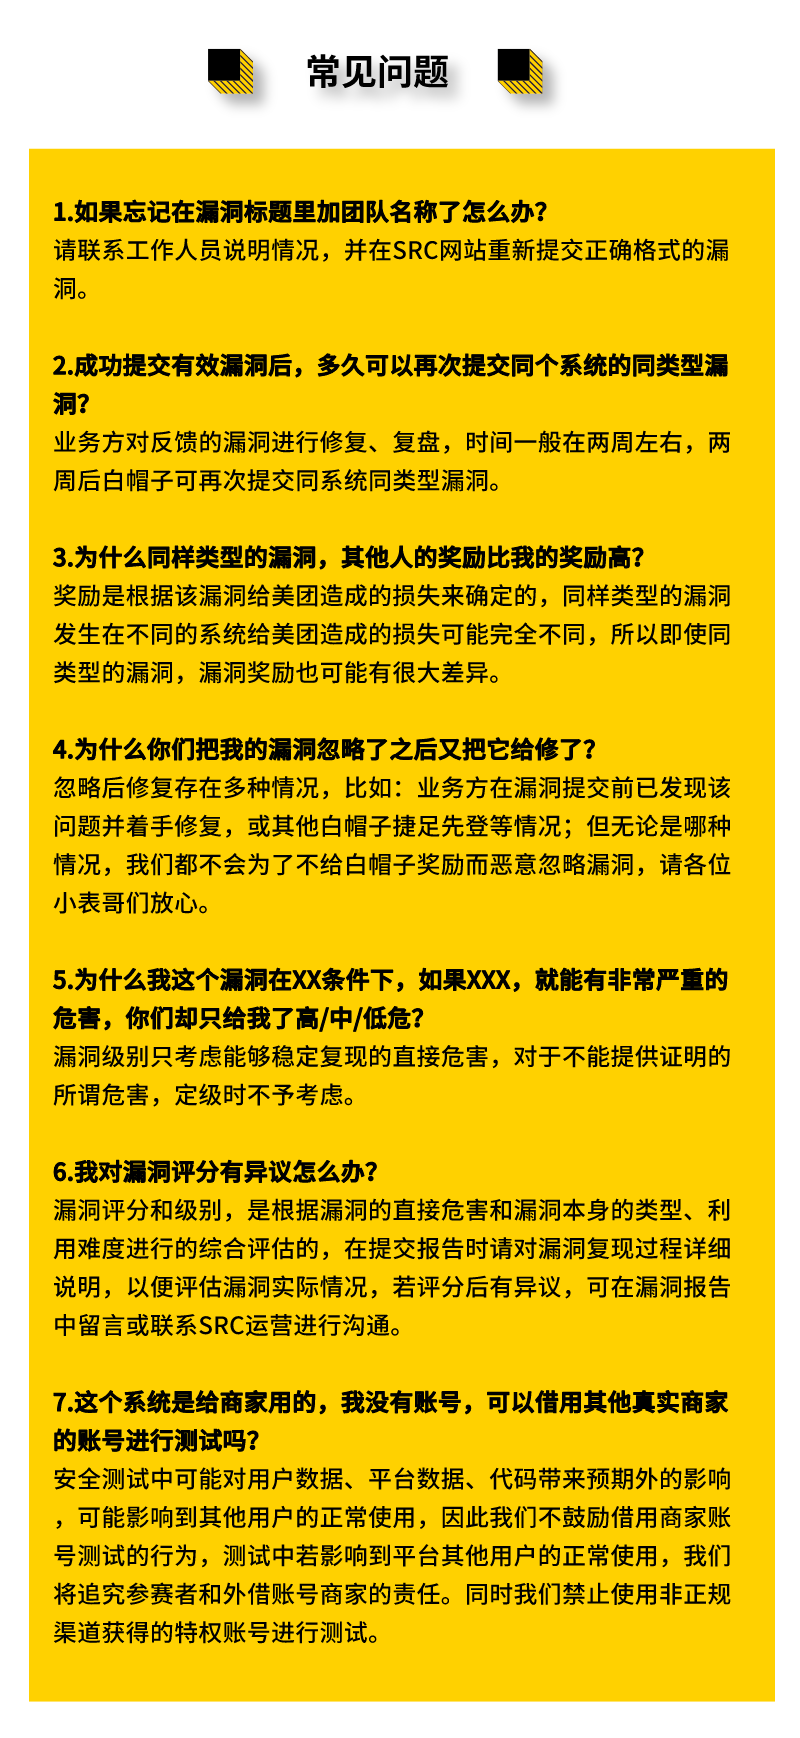 常见问题
1.如果忘记在漏洞标题里加团队名称了怎么办？
请联系工作人员说明情况，并在SRC网站重新提交正确格式的漏
洞。
2.成功提交有效漏洞后，多久可以再次提交同个系统的同类型漏
洞？
业务方对反馈的漏洞进行修复、复盘，时间一般在两周左右，两
周后白帽子可再次提交同系统同类型漏洞。
3.为什么同样类型的漏洞，其他人的奖励比我的奖励高？
奖励是根据该漏洞给美团造成的损失来确定的，同样类型的漏洞
发生在不同的系统给美团造成的损失可能完全不同，所以即使同
类型的漏洞，漏洞奖励也可能有很大差异。
4.为什么你们把我的漏洞忽略了之后又把它给修了？
忽略后修复存在多种情况，比如：业务方在漏洞提交前已发现该
问题并着手修复，或其他白帽子捷足先登等情况；但无论是哪种
情况，我们都不会为了不给白帽子奖励而恶意忽略漏洞，请各位
小表哥们放心。
5.为什么我这个漏洞在XX条件下，如果XXX，就能有非常严重的
危害，你们却只给我了高/中/低危？
漏洞级别只考虑能够稳定复现的直接危害，对于不能提供证明的
所谓危害，定级时不予考虑。
6.我对漏洞评分有异议怎么办？
漏洞评分和级别，是根据漏洞的直接危害和漏洞本身的类型、利
用难度进行的综合评估的，在提交报告时请对漏洞复现过程详细
说明，以便评估漏洞实际情况，若评分后有异议，可在漏洞报告
中留言或联系SRC运营进行沟通。
7.这个系统是给商家用的，我没有账号，可以借用其他真实商家
的账号进行测试吗？
安全测试中可能对用户数据、平台数据、代码带来预期外的影响
，可能影响到其他用户的正常使用，因此我们不鼓励借用商家账
号测试的行为，测试中若影响到平台其他用户的正常使用，我们
将追究参赛者和外借账号商家的责任。同时我们禁止使用非正规
渠道获得的特权账号进行测试。